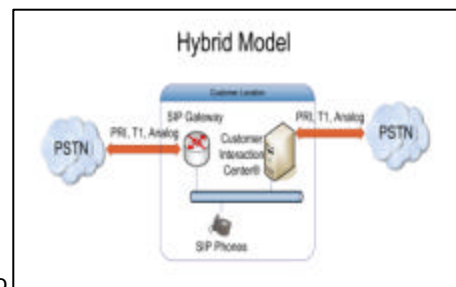 Hybrid Model
Customer Location
SIP Gateway
PRI, T1, Analog
PRI, T1, Analog
PSTN
Customer
Interaction
Center®
PSTN
SIP Phones